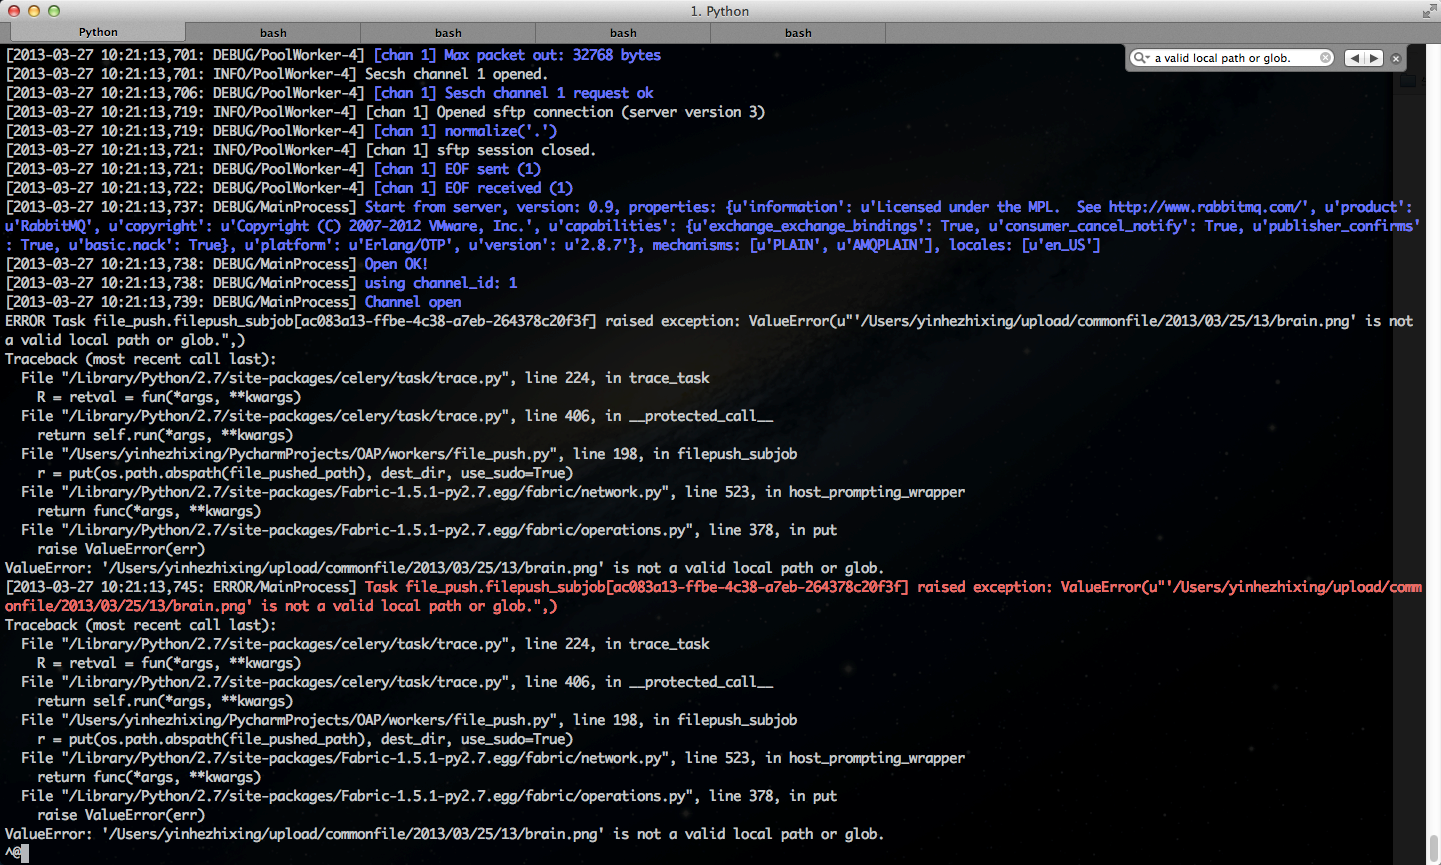 1. Python
Python bash bash bash bash
a valid local path or glob.
[2013-03-27 10:21:13,701: DEBUG/PoolWorker-4] [chan 1] Max packet out: 32768 bytes
[2013-03-27 10:21:13,701: INFO/PoolWorker-4] Secsh channel 1 opened.
[2013-03-27 10:21:13,706: DEBUG/PoolWorker-4] [chan 1] Sesch channel 1 request ok
[2013-03-27 10:21:13,719: INFO/PoolWorker-4] [chan 1] Opened sftp connection (server version 3)
[2013-03-27 10:21:13,719: DEBUG/PoolWorker-4] [chan 1] normalize('.')
[2013-03-27 10:21:13,721: INFO/PoolWorker-4] [chan 1] sftp session closed.
[2013-03-27 10:21:13,721: DEBUG/PoolWorker-4] [chan 1] EOF sent (1)
[2013-03-27 10:21:13,722: DEBUG/PoolWorker-4] [chan 1] EOF received (1)
[2013-03-27 10:21:13,737: DEBUG/MainProcess] Start from server, version: 0.9, properties: {u'information': u'Licensed under the MPL.  See http://www.rabbitmq.com/', u'product':
u'RabbitMQ', u'copyright': u'Copyright (C) 2007-2012 VMware, Inc.', u'capabilities': {u'exchange_exchange_bindings': True, u'consumer_cancel_notify': True, u'publisher_confirms'
: True, u'basic.nack': True}, u'platform': u'Erlang/OTP', u'version': u'2.8.7'}, mechanisms: [u'PLAIN', u'AMQPLAIN'], locales: [u'en_US']
[2013-03-27 10:21:13,738: DEBUG/MainProcess] Open OK!
[2013-03-27 10:21:13,738: DEBUG/MainProcess] using channel_id: 1
[2013-03-27 10:21:13,739: DEBUG/MainProcess] Channel open
ERROR Task file_push.filepush_subjob[ac083a13-ffbe-4c38-a7eb-264378c20f3f] raised exception: ValueError(u"'/Users/yinhezhixing/upload/commonfile/2013/03/25/13/brain.png' is not
a valid local path or glob.",)
Traceback (most recent call last):
  File "/Library/Python/2.7/site-packages/celery/task/trace.py", line 224, in trace_task
    R = retval = fun(*args, **kwargs)
  File "/Library/Python/2.7/site-packages/celery/task/trace.py", line 406, in __protected_call__
    return self.run(*args, **kwargs)
  File "/Users/yinhezhixing/PycharmProjects/OAP/workers/file_push.py", line 198, in filepush_subjob
    r = put(os.path.abspath(file_pushed_path), dest_dir, use_sudo=True)
  File "/Library/Python/2.7/site-packages/Fabric-1.5.1-py2.7.egg/fabric/network.py", line 523, in host_prompting_wrapper
    return func(*args, **kwargs)
  File "/Library/Python/2.7/site-packages/Fabric-1.5.1-py2.7.egg/fabric/operations.py", line 378, in put
    raise ValueError(err)
ValueError: '/Users/yinhezhixing/upload/commonfile/2013/03/25/13/brain.png' is not a valid local path or glob.
[2013-03-27 10:21:13,745: ERROR/MainProcess] Task file_push.filepush_subjob[ac083a13-ffbe-4c38-a7eb-264378c20f3f] raised exception: ValueError(u"'/Users/yinhezhixing/upload/comm
onfile/2013/03/25/13/brain.png' is not a valid local path or glob.",)
Traceback (most recent call last):
  File "/Library/Python/2.7/site-packages/celery/task/trace.py", line 224, in trace_task
    R = retval = fun(*args, **kwargs)
  File "/Library/Python/2.7/site-packages/celery/task/trace.py", line 406, in __protected_call__
    return self.run(*args, **kwargs)
  File "/Users/yinhezhixing/PycharmProjects/OAP/workers/file_push.py", line 198, in filepush_subjob
    r = put(os.path.abspath(file_pushed_path), dest_dir, use_sudo=True)
  File "/Library/Python/2.7/site-packages/Fabric-1.5.1-py2.7.egg/fabric/network.py", line 523, in host_prompting_wrapper
    return func(*args, **kwargs)
  File "/Library/Python/2.7/site-packages/Fabric-1.5.1-py2.7.egg/fabric/operations.py", line 378, in put
    raise ValueError(err)
ValueError: '/Users/yinhezhixing/upload/commonfile/2013/03/25/13/brain.png' is not a valid local path or glob.
^@